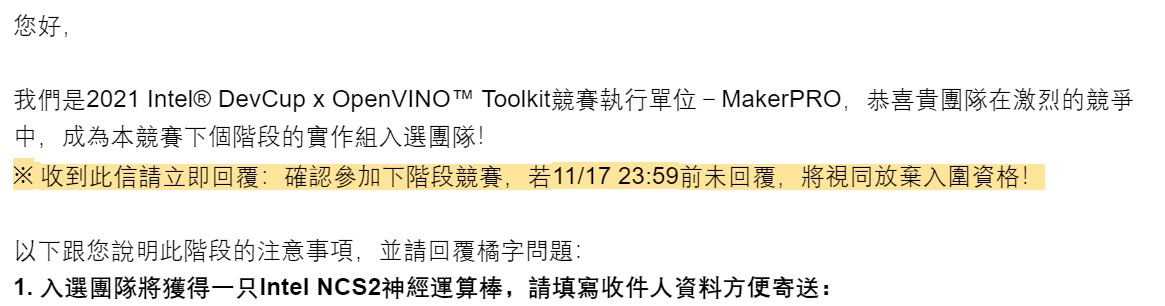 您好，
我們是2021 Intel® DevCup x OpenVINO™ Toolkit競賽執行單位 – MakerPRO，恭喜貴團隊在激烈的競爭
中，成為本競賽下個階段的實作組入選團隊！
※ 收到此信請立即回覆：確認參加下階段競賽，若11/17 23:59前未回覆，將視同放棄入圍資格！
以下跟您說明此階段的注意事項，並請回覆橘字問題：
1. 入選團隊將獲得一只Intel NCS2神經運算棒，請填寫收件人資料方便寄送：